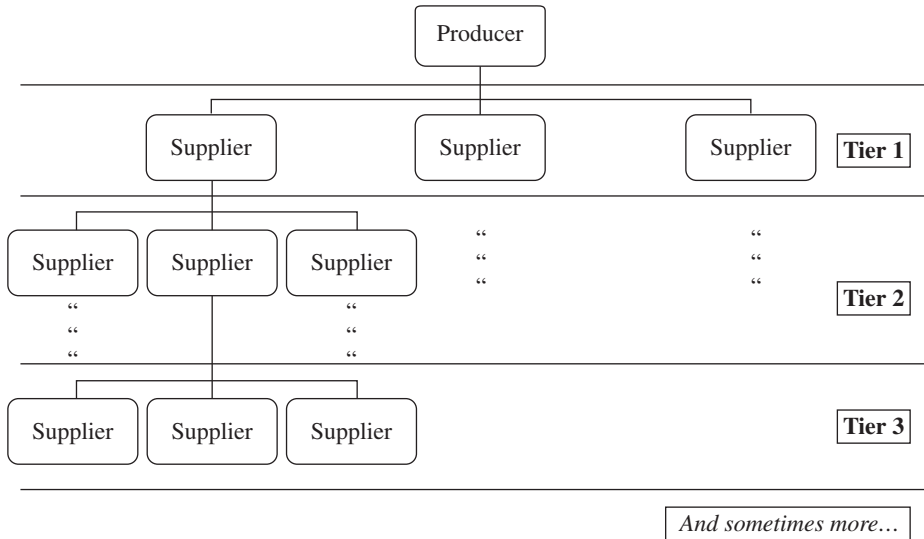 Producer
Supplier Supplier Supplier Tier 1
“ “
Supplier Supplier Supplier “ “
“ “
Tier 2
“ “
“ “
“ “
Supplier Supplier Supplier Tier 3
And sometimes more…